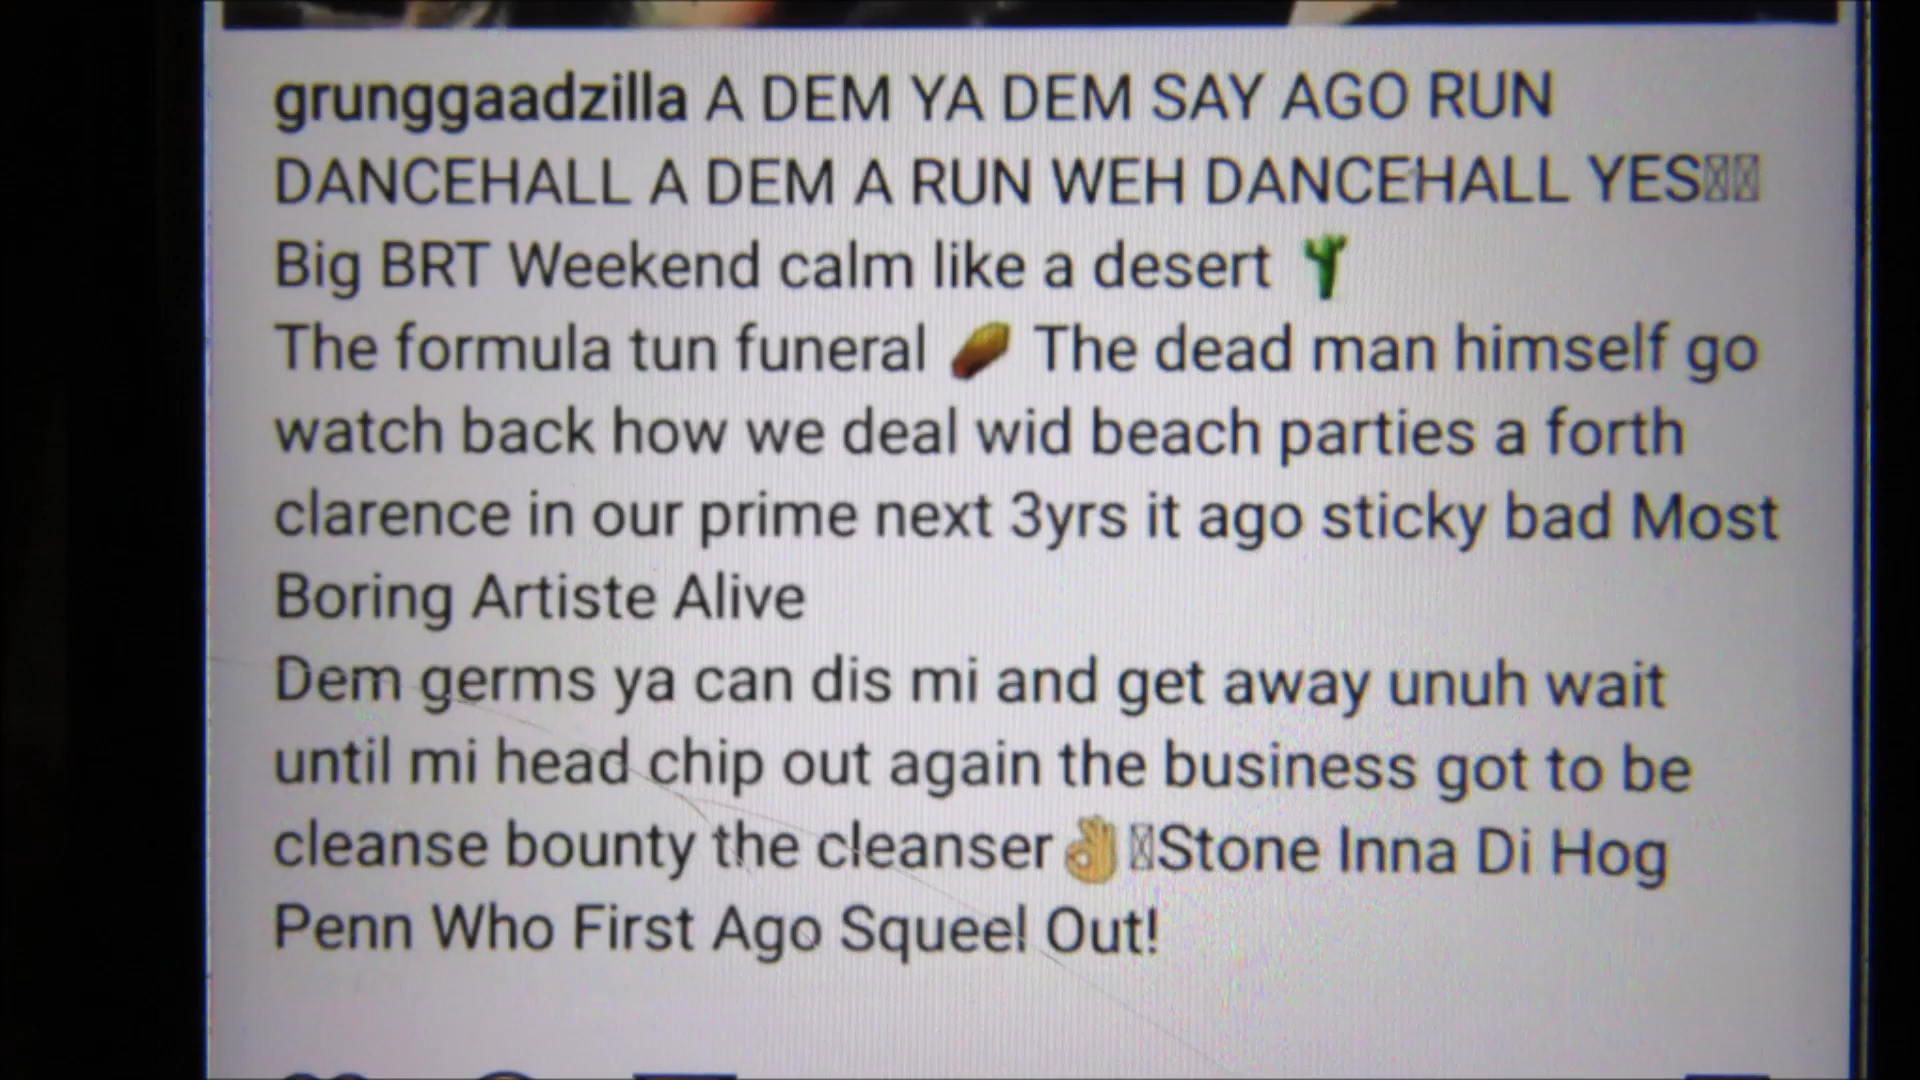 grunggaadzilla A DEM YA DEM SAY AGO RUN
DANCEHALL A DEM A RUN WEH DANCEHALL YES
Big BRT Weekend calm like a desert 🌵
The formula tun funeral ⚰️ The dead man himself go
watch back how we deal wid beach parties a forth
clarence in our prime next 3yrs it ago sticky bad Most
Boring Artiste Alive
Dem germs ya can dis mi and get away unuh wait
until mi head chip out again the business got to be
cleanse bounty the cleanser👌Stone Inna Di Hog
Penn Who First Ago Squeel Out!